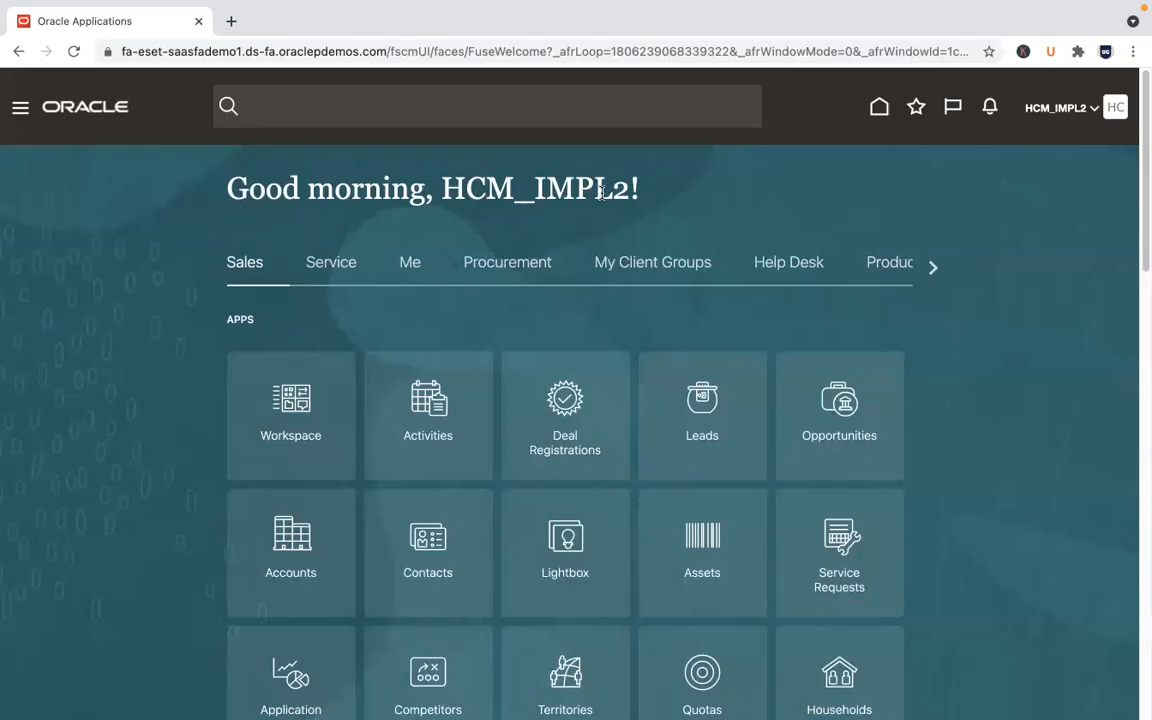 Oracle Applications
fa-eset-saasfademo1.ds-fa.oraclepdemos.com/fscmUI/faces/FuseWelcome?_afrLoop=1806239068339322&_afrWindowMode=0&_afrWindowId=1c...
K
U
DG
ORACLE
HCM_IMPL2
HC
Good morning, HCM_IMPL2!
Sales Service Me Procurement My Client Groups Help Desk Produc
APPS
Workspace
Activities
Deal
Registrations
Leads
Opportunities
Accounts
Contacts
Lightbox
Assets
Service
Requests
Application
Competitors
Territories
Quotas
Households